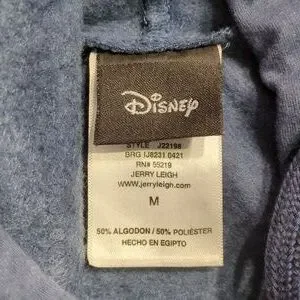 Disney
STYLE J22198
BRG IJ8231.0421
RN# 55219
JERRY LEIGH
www.jerryleigh.com
M
50% ALGODON / 50% POLIÉSTER
HECHO EN EGIPTO